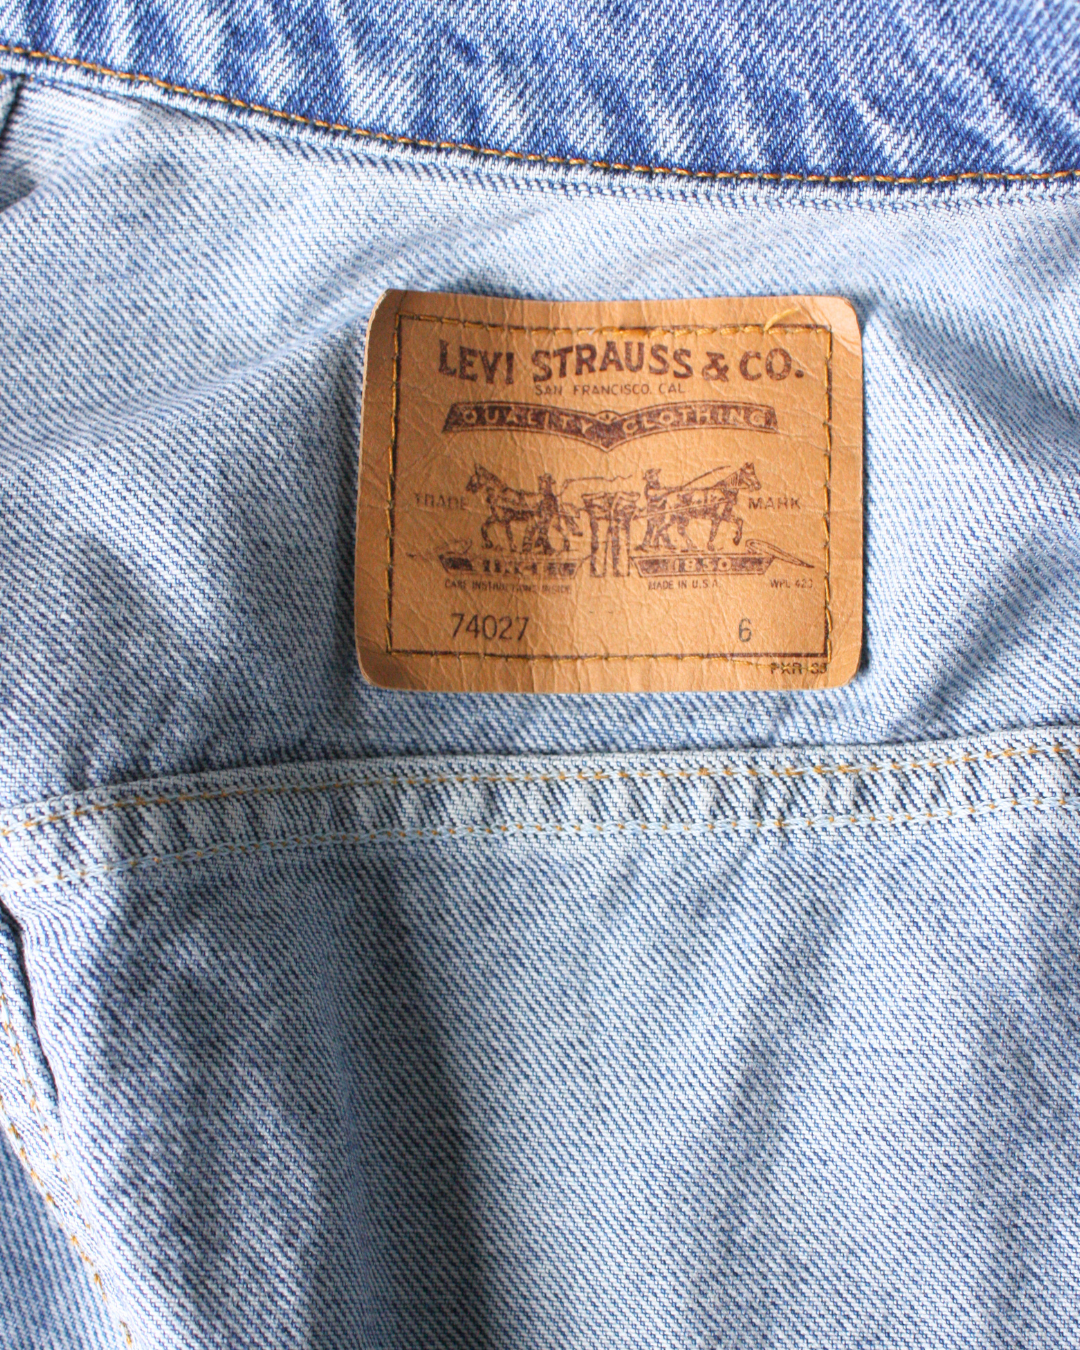 LEVI STRAUSS & CO.
SAN FRANCISCO, CAL
QUALITY CLOTHING
TRADE MARK
1850
CARE INSTRUCTIONS INSIDE MADE IN U.S.A. WPL 423
74027 6